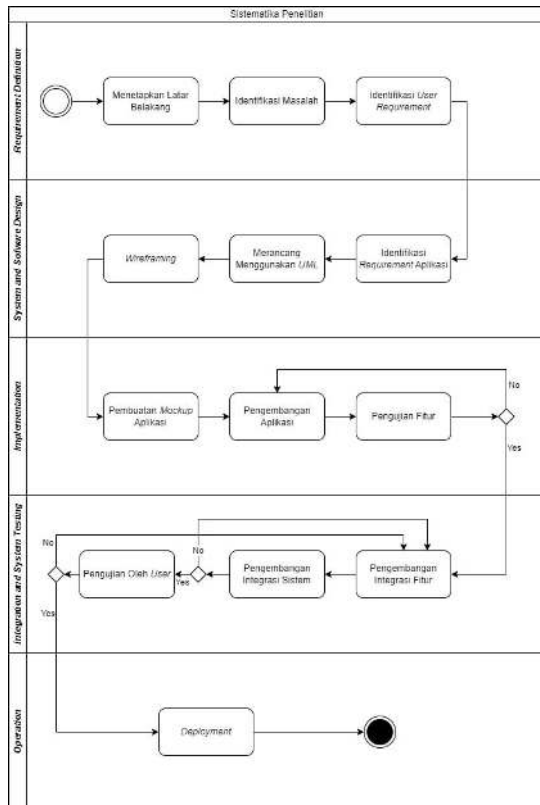 Sistematika Penelitian
Requirement Definition
Menetapkan Latar
Belakang
Identifikasi Masalah
Identifikasi User
Requirement
System and Software Design
Wireframing
Merancang
Menggunakan UML
Identifikasi
Requirement Aplikasi
Implementation
No
Pembuatan Mockup
Aplikasi
Pengembangan
Aplikasi
Pengujian Fitur
Yes
Integration and System Testing
No
No
Pengujian Oleh User
Yes
Pengembangan
Integrasi Sistem
Pengembangan
Integrasi Fitur
Yes
Operation
Deployment